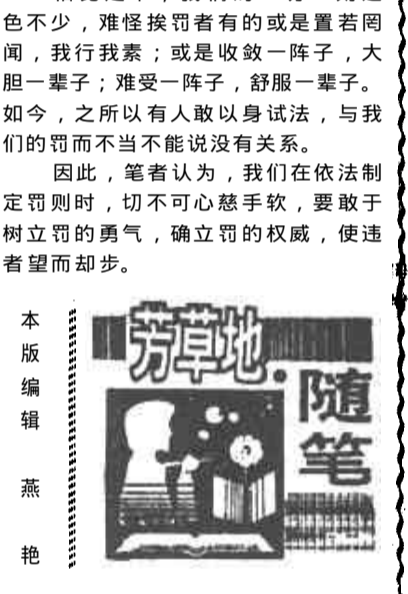 色不少，难怪挨罚者有的或是置若罔
闻，我行我素；或是收敛一阵子，大
胆一辈子；难受一阵子，舒服一辈子。
如今，之所以有人敢以身试法，与我
们的罚而不当不能说没有关系。
因此，笔者认为，我们在依法制
定罚则时，切不可心慈手软，要敢于
树立罚的勇气，确立罚的权威，使违
者望而却步。
本版编辑 燕艳
芳草地·
随笔